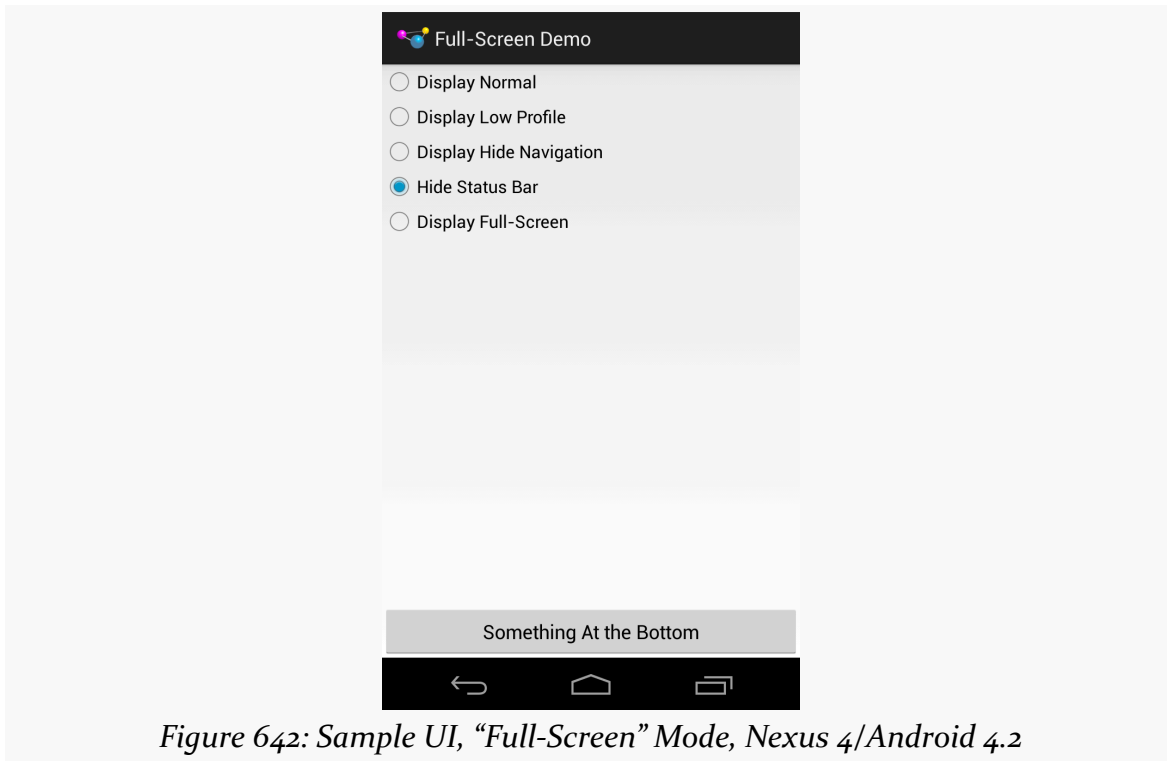 Full-Screen Demo
Display Normal
Display Low Profile
Display Hide Navigation
Hide Status Bar
Display Full-Screen
Something At the Bottom
Figure 642: Sample UI, “Full-Screen” Mode, Nexus 4/Android 4.2